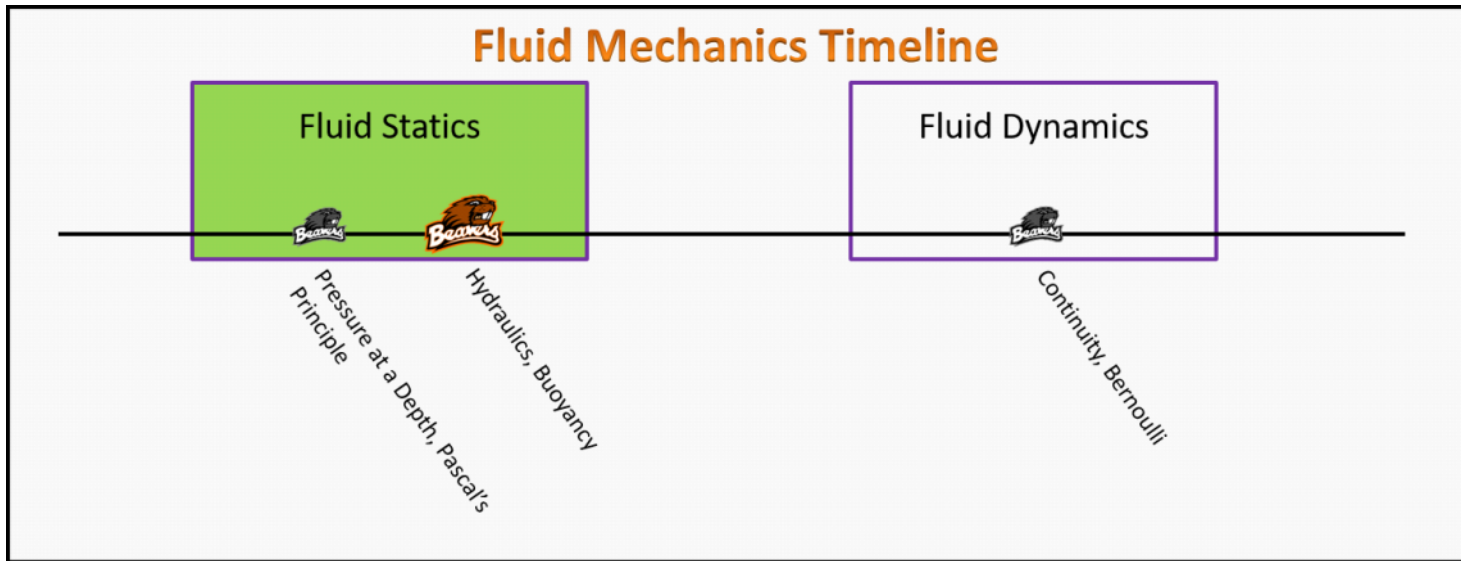 Fluid Mechanics Timeline
Fluid Statics
Fluid Dynamics
Beavers
Beavers
Beavers
Pressure at a Depth, Pascal's
Principle
Hydraulics, Buoyancy
Continuity, Bernoulli